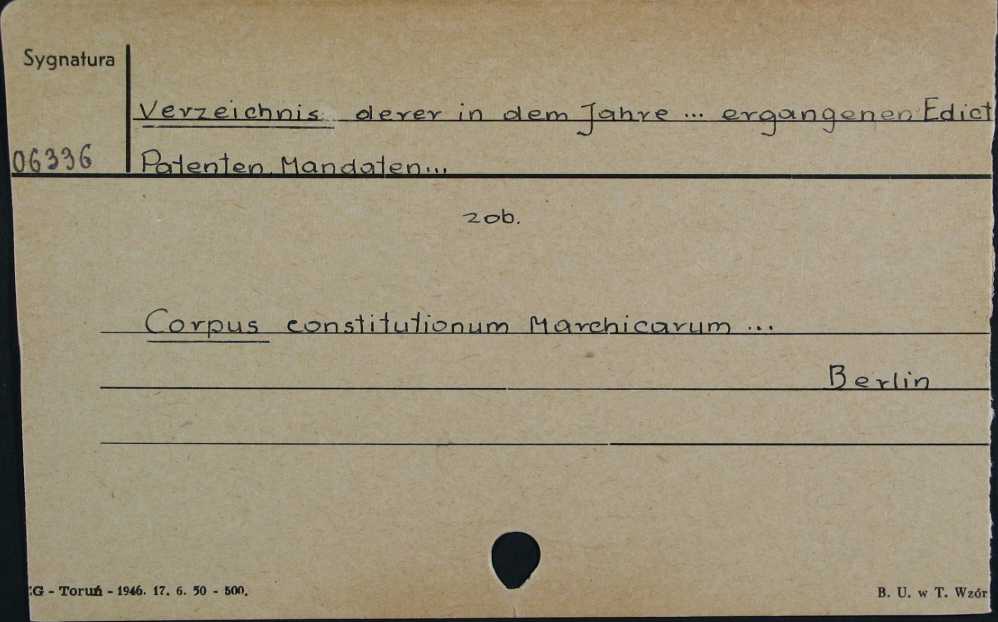 Sygnatura
Verzeichnis derer in dem Jahre ... ergangenen Edict
06336
Patenten, Mandaten...
zob.
Corpus constitutionum Marchicarum ...
Berlin
G - Toruń - 1946. 17. 6. 50 - 500.
B. U. w T. Wzór